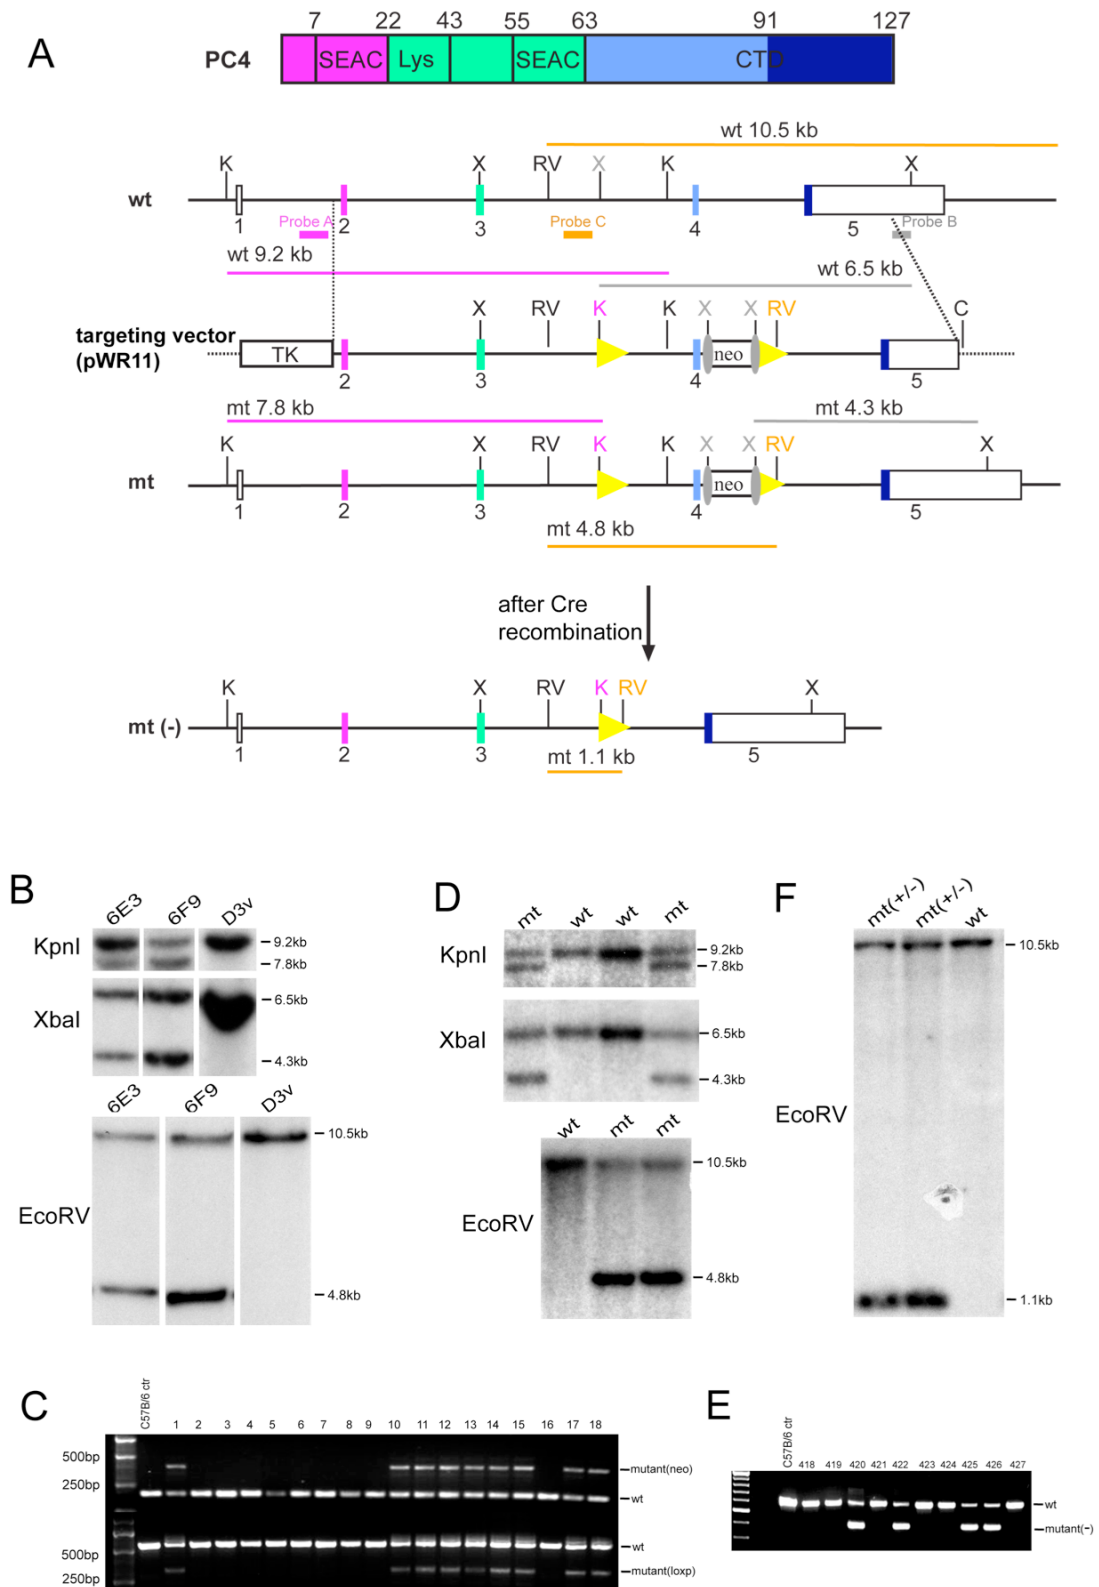 A
7 22 43 55 63 91 127
PC4 SEAC Lys SEAC CTD
wt 10.5 kb
K X RV X K X
wt
Probe A Probe C Probe B
1 2 3 4 5
wt 9.2 kb
wt 6.5 kb
X RV K K X X RV C
targeting vector
(pWR11)
TK neo
2 3 4 5
mt 7.8 kb mt 4.3 kb
K X RV K K X X RV X
mt neo
1 2 3 4 5
mt 4.8 kb
after Cre
recombination
K X RV K RV X
mt (-)
1 2 3 5
mt 1.1 kb
B
6E3 6F9 D3v
KpnI
9.2kb
7.8kb
XbaI
6.5kb
4.3kb
6E3 6F9 D3v
10.5kb
EcoRV
4.8kb
D
mt wt wt mt
KpnI
9.2kb
7.8kb
XbaI
6.5kb
4.3kb
wt mt mt
10.5kb
EcoRV
4.8kb
F
mt(+/-) mt(+/-) wt
10.5kb
EcoRV
1.1kb
C
C57B/6 ctr 1 2 3 4 5 6 7 8 9 10 11 12 13 14 15 16 17 18
500bp
mutant(neo)
250bp
wt
wt
500bp
mutant(loxp)
250bp
E
C57B/6 ctr 418 419 420 421 422 423 424 425 426 427
wt
mutant(-)